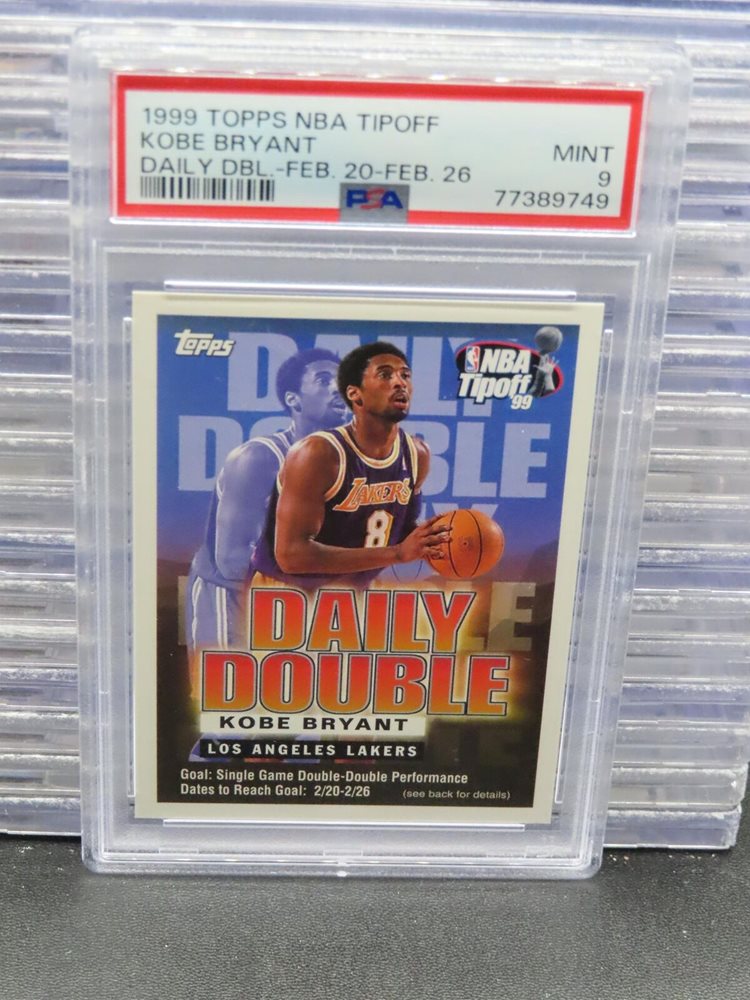 1999 TOPPS NBA TIPOFF
KOBE BRYANT
MINT
DAILY DBL.-FEB. 20-FEB. 26
9
PSA
77389749
Topps
NBA
Tipoff
99
DAILY
DOUBLE
LAKERS
8
DAILY
DOUBLE
KOBE BRYANT
LOS ANGELES LAKERS
Goal: Single Game Double-Double Performance
Dates to Reach Goal: 2/20-2/26
(see back for details)